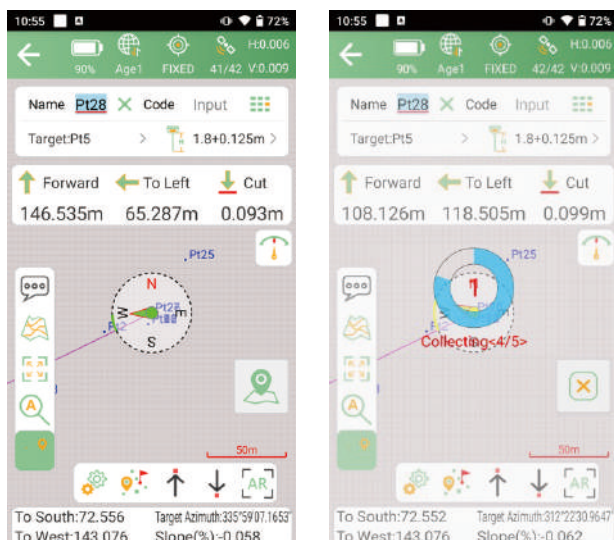 10:55 72%
90% Age1 FIXED 41/42 H:0.006 V:0.009
Name Pt28 Code Input
Target:Pt5 > 1.8+0.125m >
Forward To Left Cut
146.535m 65.287m 0.093m
Pt25
N
W E
S
50m
AR
To South:72.556 Target Azimuth:335°59'07.1653"
To West:143.076 Slope(%):-0.058
10:55 72%
90% Age1 FIXED 42/42 H:0.006 V:0.009
Name Pt28 Code Input
Target:Pt5 > 1.8+0.125m >
Forward To Left Cut
108.126m 118.505m 0.099m
Pt25
1
Collecting<4/5>
50m
AR
To South:72.552 Target Azimuth:312°22'30.9647"
To West:143.076 Slope(%):-0.062